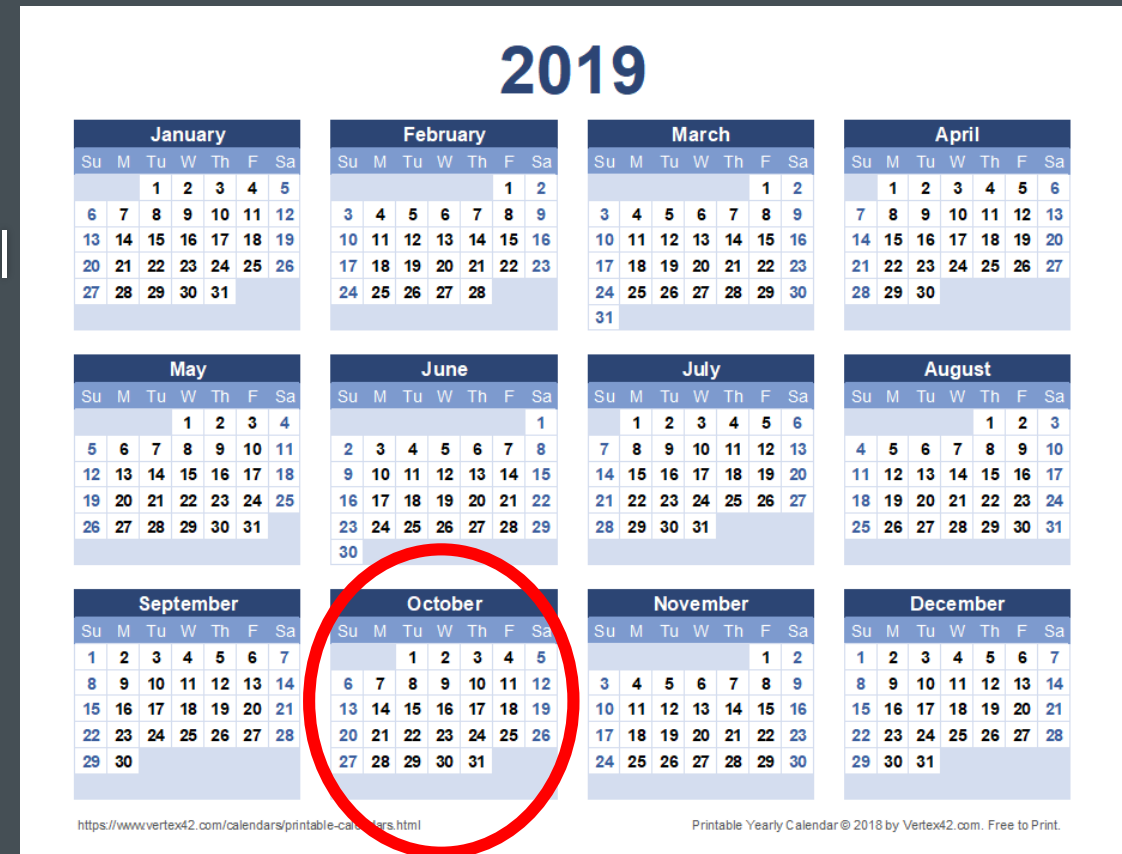 2019
January February March April
Su M Tu W Th F Sa Su M Tu W Th F Sa Su M Tu W Th F Sa Su M Tu W Th F Sa
1 2 3 4 5 1 2 1 2 1 2 3 4 5 6
6 7 8 9 10 11 12 3 4 5 6 7 8 9 3 4 5 6 7 8 9 7 8 9 10 11 12 13
13 14 15 16 17 18 19 10 11 12 13 14 15 16 10 11 12 13 14 15 16 14 15 16 17 18 19 20
20 21 22 23 24 25 26 17 18 19 20 21 22 23 17 18 19 20 21 22 23 21 22 23 24 25 26 27
27 28 29 30 31 24 25 26 27 28 24 25 26 27 28 29 30 28 29 30
31
May June July August
Su M Tu W Th F Sa Su M Tu W Th F Sa Su M Tu W Th F Sa Su M Tu W Th F Sa
1 2 3 4 1 1 2 3 4 5 6 1 2 3
5 6 7 8 9 10 11 2 3 4 5 6 7 8 7 8 9 10 11 12 13 4 5 6 7 8 9 10
12 13 14 15 16 17 18 9 10 11 12 13 14 15 14 15 16 17 18 19 20 11 12 13 14 15 16 17
19 20 21 22 23 24 25 16 17 18 19 20 21 22 21 22 23 24 25 26 27 18 19 20 21 22 23 24
26 27 28 29 30 31 23 24 25 26 27 28 29 28 29 30 31 25 26 27 28 29 30 31
30
September October November December
Su M Tu W Th F Sa Su M Tu W Th F Sa Su M Tu W Th F Sa Su M Tu W Th F Sa
1 2 3 4 5 6 7 1 2 3 4 5 1 2 1 2 3 4 5 6 7
8 9 10 11 12 13 14 6 7 8 9 10 11 12 3 4 5 6 7 8 9 8 9 10 11 12 13 14
15 16 17 18 19 20 21 13 14 15 16 17 18 19 10 11 12 13 14 15 16 15 16 17 18 19 20 21
22 23 24 25 26 27 28 20 21 22 23 24 25 26 17 18 19 20 21 22 23 22 23 24 25 26 27 28
29 30 27 28 29 30 31 24 25 26 27 28 29 30 29 30 31
https://www.vertex42.com/calendars/printable-calendars.html Printable Yearly Calendar © 2018 by Vertex42.com. Free to Print.